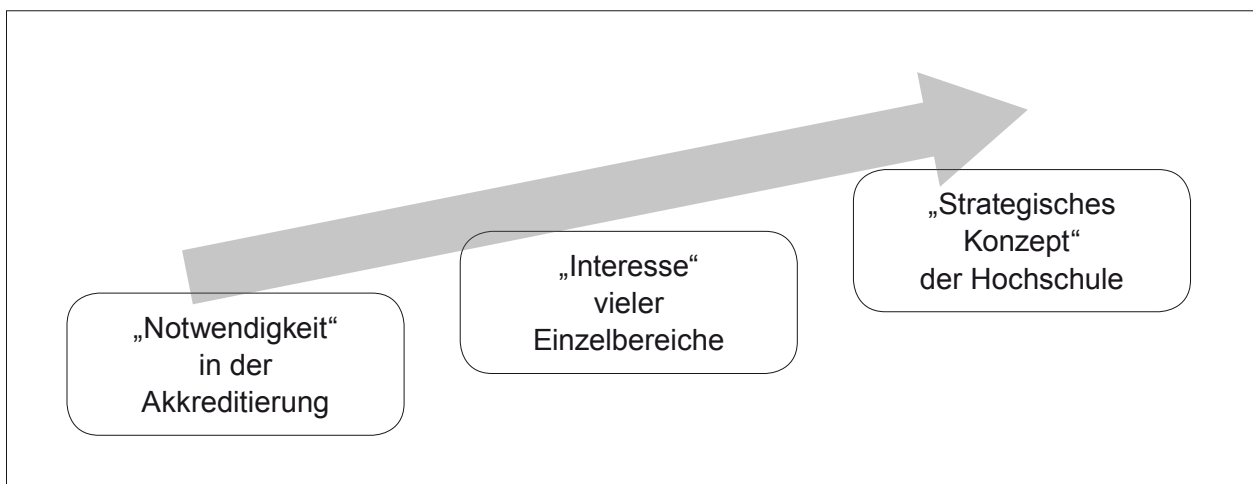 „Notwendigkeit“
in der
Akkreditierung
„Interesse“
vieler
Einzelbereiche
„Strategisches
Konzept“
der Hochschule